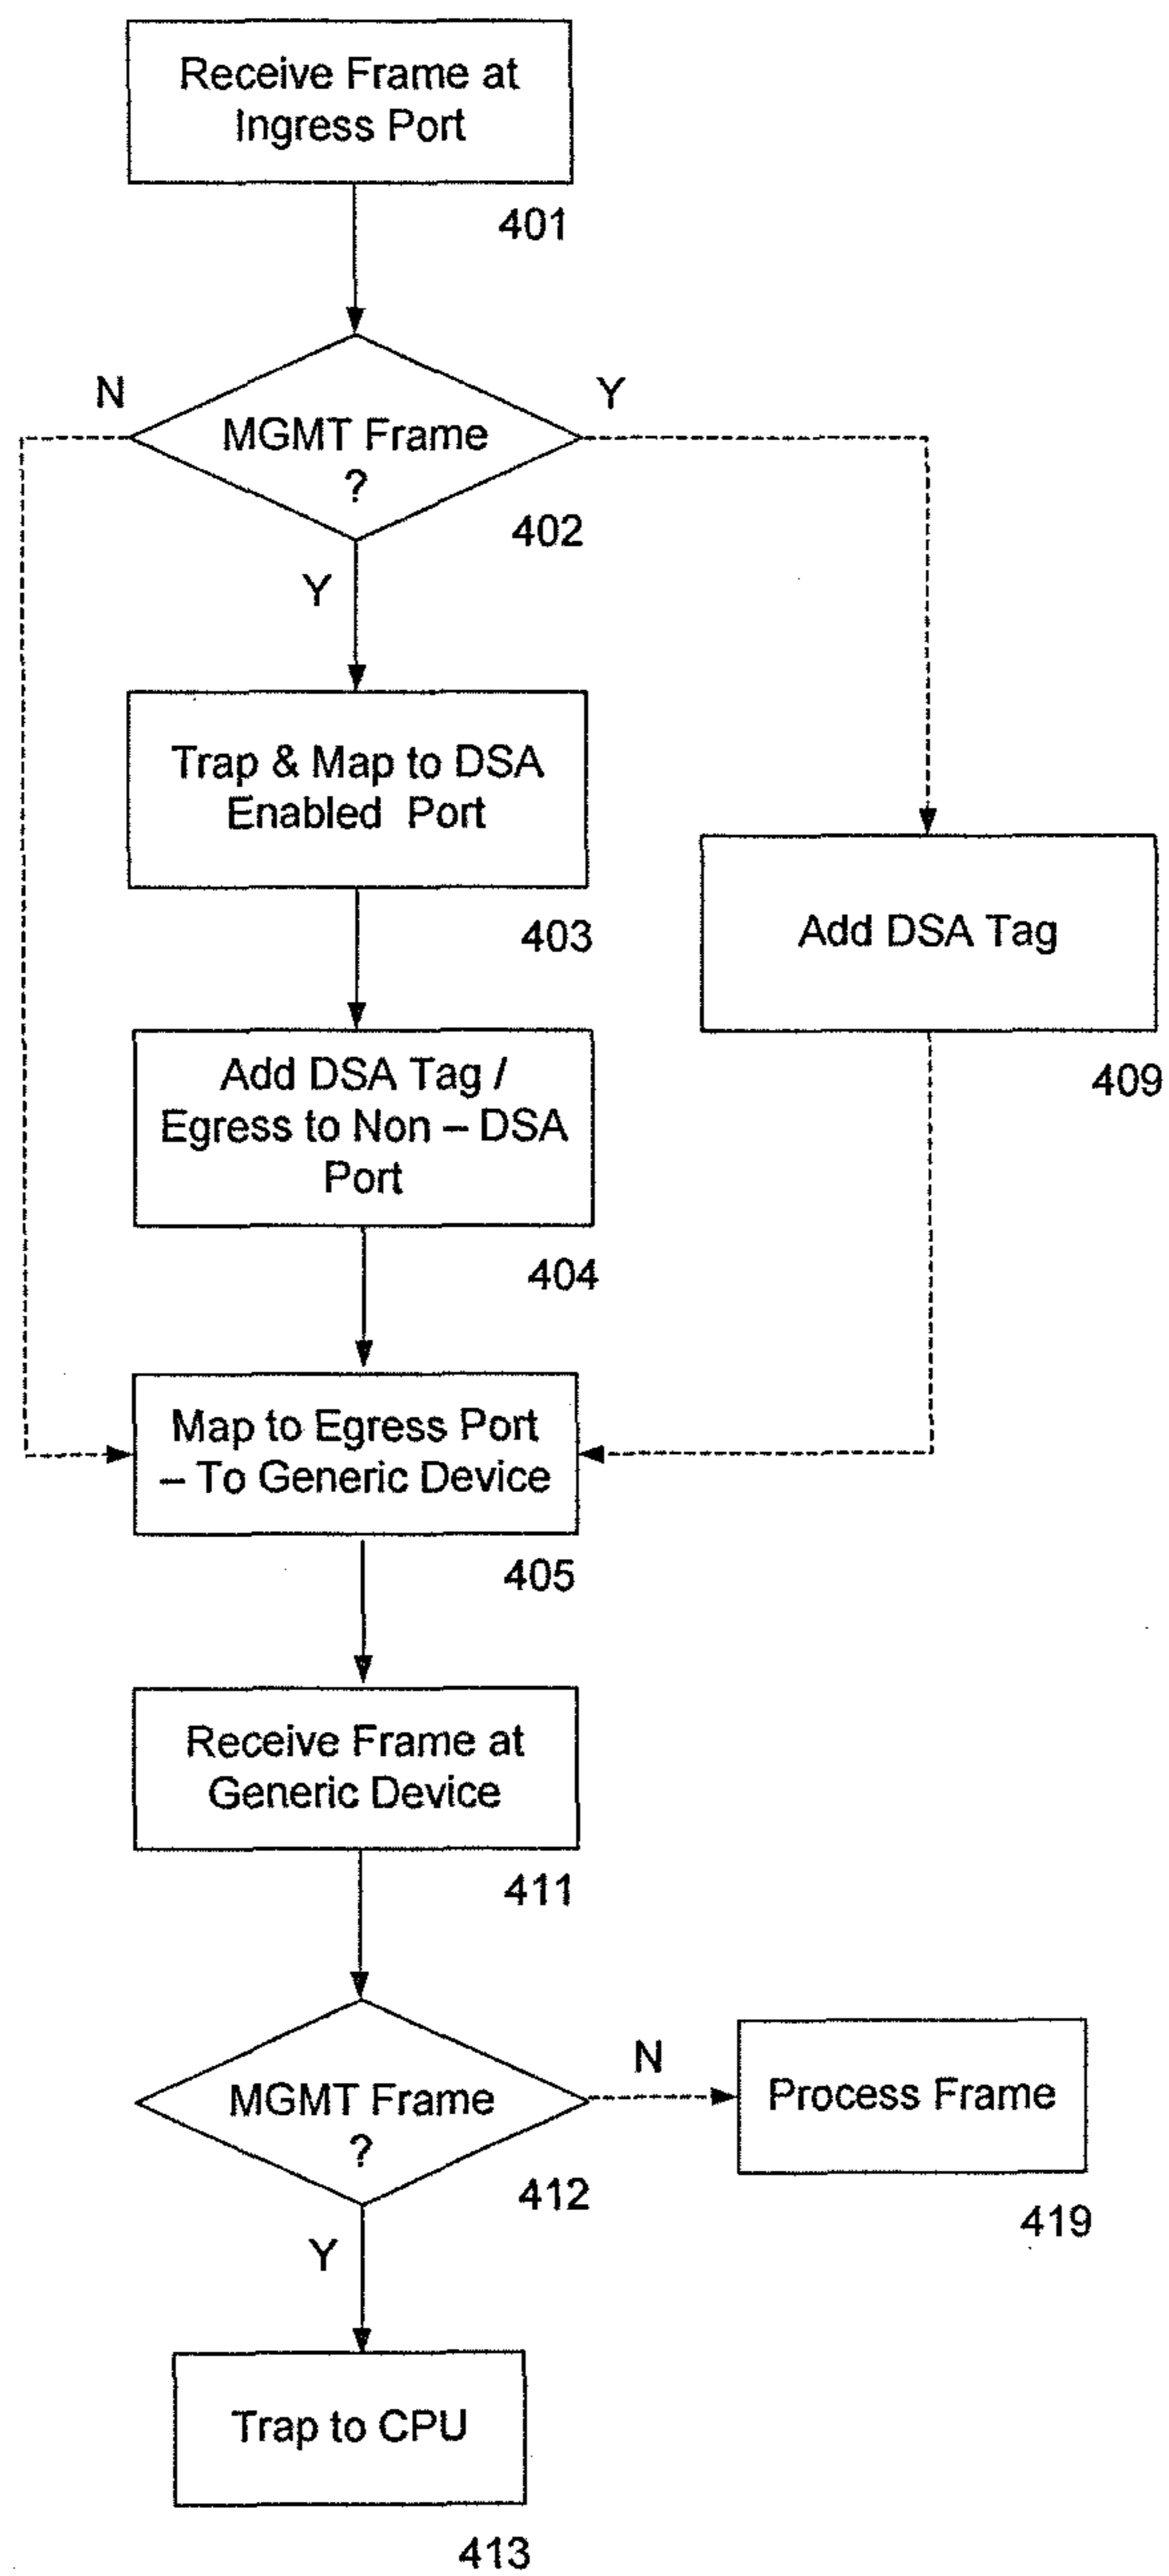 Receive Frame at
Ingress Port
401
N
Y
MGMT Frame
?
402
Y
Trap & Map to DSA
Enabled Port
403
Add DSA Tag
409
Add DSA Tag /
Egress to Non – DSA
Port
404
Map to Egress Port
– To Generic Device
405
Receive Frame at
Generic Device
411
MGMT Frame
?
412
N
Process Frame
419
Y
Trap to CPU
413